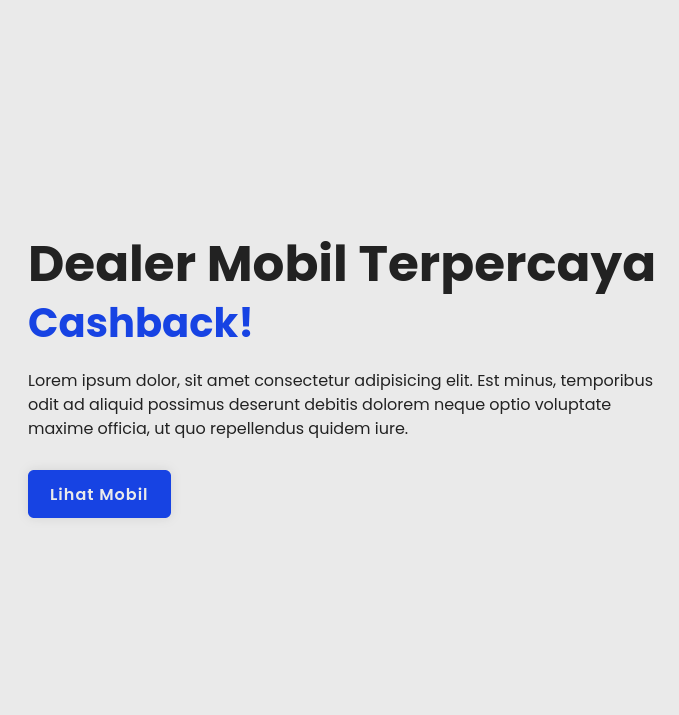 Dealer Mobil Terpercaya
Cashback!
Lorem ipsum dolor, sit amet consectetur adipisicing elit. Est minus, temporibus
odit ad aliquid possimus deserunt debitis dolorem neque optio voluptate
maxime officia, ut quo repellendus quidem iure.
Lihat Mobil